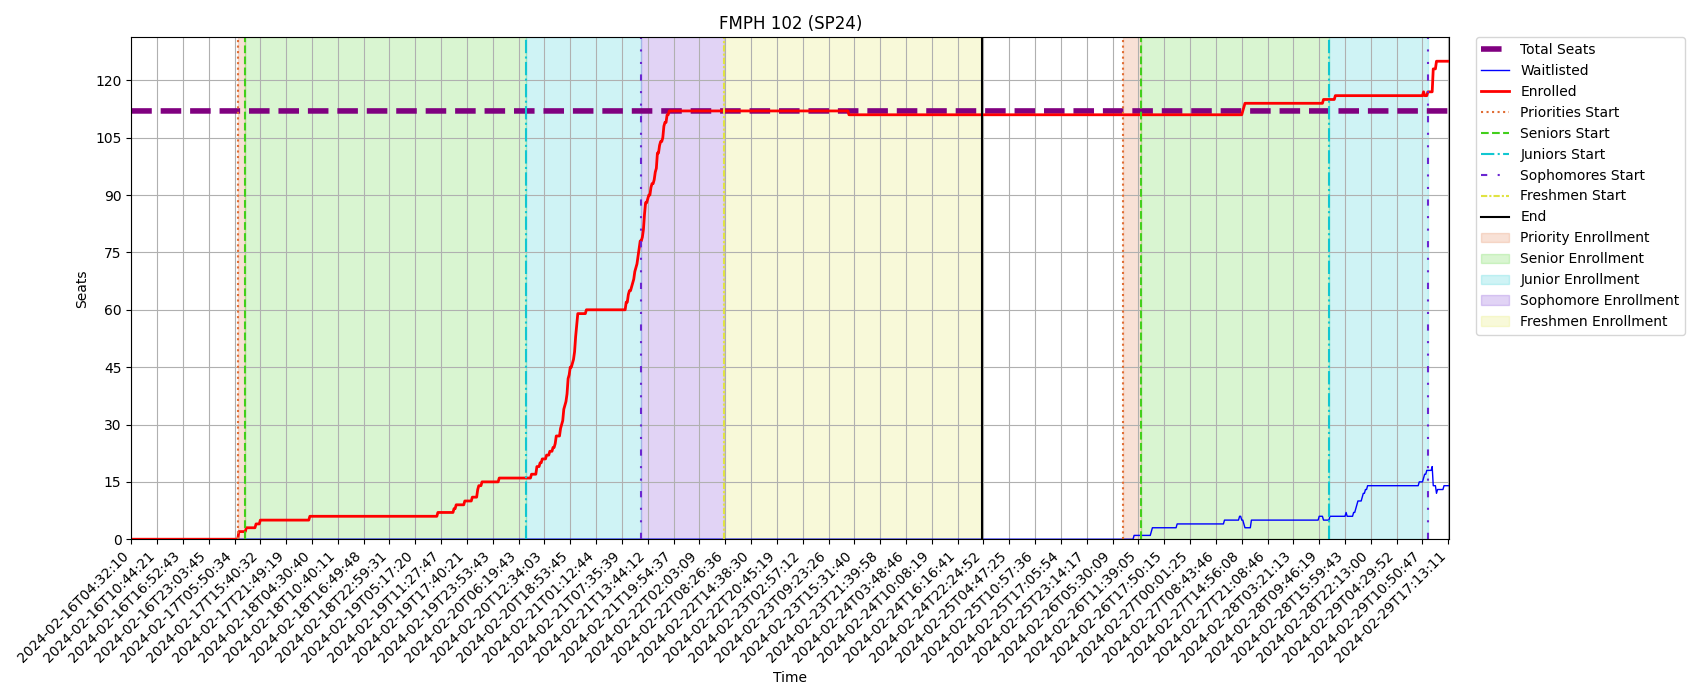 FMPH 102 (SP24)
Seats
120
105
90
75
60
45
30
15
0
2024-02-16T04:32:10
2024-02-16T10:44:21
2024-02-16T16:52:43
2024-02-16T23:03:45
2024-02-17T05:50:34
2024-02-17T15:40:32
2024-02-17T21:49:19
2024-02-18T04:30:40
2024-02-18T10:40:11
2024-02-18T16:49:48
2024-02-18T22:59:31
2024-02-19T05:17:20
2024-02-19T11:27:47
2024-02-19T17:40:21
2024-02-19T23:53:43
2024-02-20T06:19:43
2024-02-20T12:34:03
2024-02-20T18:53:45
2024-02-21T01:12:44
2024-02-21T07:35:39
2024-02-21T13:44:12
2024-02-21T19:54:37
2024-02-22T02:03:09
2024-02-22T08:26:36
2024-02-22T14:38:30
2024-02-22T20:45:19
2024-02-23T02:57:12
2024-02-23T09:23:26
2024-02-23T15:31:40
2024-02-23T21:39:58
2024-02-24T03:48:46
2024-02-24T10:08:19
2024-02-24T16:16:41
2024-02-24T22:24:52
2024-02-25T04:47:25
2024-02-25T10:57:36
2024-02-25T17:05:54
2024-02-25T23:14:17
2024-02-26T05:30:09
2024-02-26T11:39:05
2024-02-26T17:50:15
2024-02-27T00:01:25
2024-02-27T08:43:46
2024-02-27T14:56:08
2024-02-27T21:08:46
2024-02-28T03:21:13
2024-02-28T09:46:19
2024-02-28T15:59:43
2024-02-28T22:13:00
2024-02-29T04:29:52
2024-02-29T10:50:47
2024-02-29T17:13:11
Time
Total Seats
Waitlisted
Enrolled
Priorities Start
Seniors Start
Juniors Start
Sophomores Start
Freshmen Start
End
Priority Enrollment
Senior Enrollment
Junior Enrollment
Sophomore Enrollment
Freshmen Enrollment